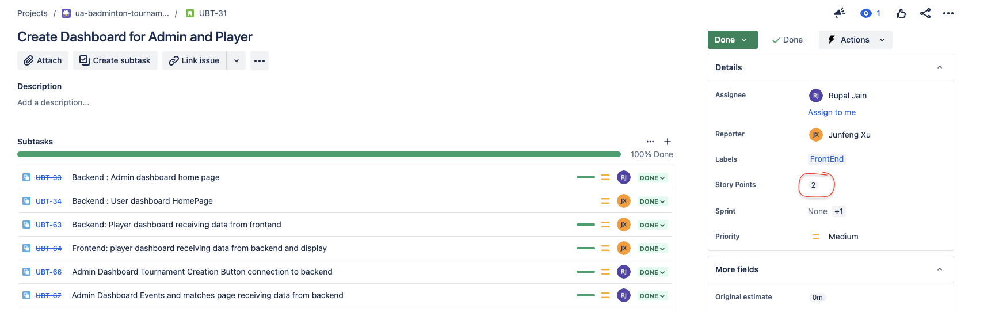 Projects / ua-badminton-tournam... / UBT-31
1
Create Dashboard for Admin and Player
Done
Done
Actions
Attach
Create subtask
Link issue
Description
Add a description...
Subtasks
100% Done
UBT-33 Backend : Admin dashboard home page RJ DONE
UBT-34 Backend : User dashboard HomePage JX DONE
UBT-63 Backend: Player dashboard receiving data from frontend JX DONE
UBT-64 Frontend: player dashboard receiving data from backend and display JX DONE
UBT-66 Admin Dashboard Tournament Creation Button connection to backend RJ DONE
UBT-67 Admin Dashboard Events and matches page receiving data from backend RJ DONE
Details
Assignee RJ Rupal Jain
Assign to me
Reporter JX Junfeng Xu
Labels FrontEnd
Story Points 2
Sprint None +1
Priority Medium
More fields
Original estimate 0m